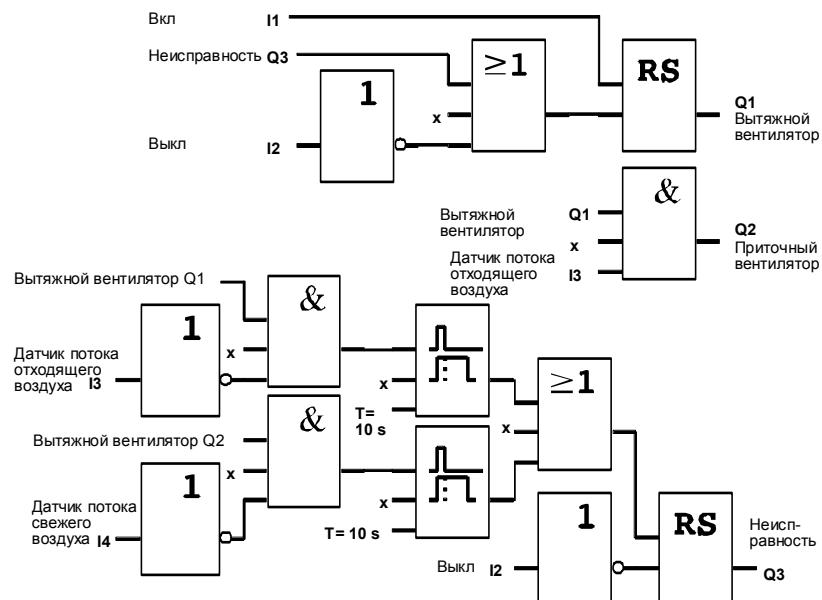 Вкл I1
Неисправность Q3
≥1
RS
1
x
Q1
Вытяжной
вентилятор
Выкл I2
&
Вытяжной
вентилятор
Q1
x
Q2
Приточный
вентилятор
Датчик потока
отходящего
воздуха
I3
Вытяжной вентилятор Q1
&
1
x
Датчик потока
отходящего
воздуха I3
x
T=
10 s
≥1
&
Вытяжной вентилятор Q2
x
x
1
x
Датчик потока
свежего
воздуха I4
T= 10 s
1
RS
Выкл I2
Неисп-
равность
Q3